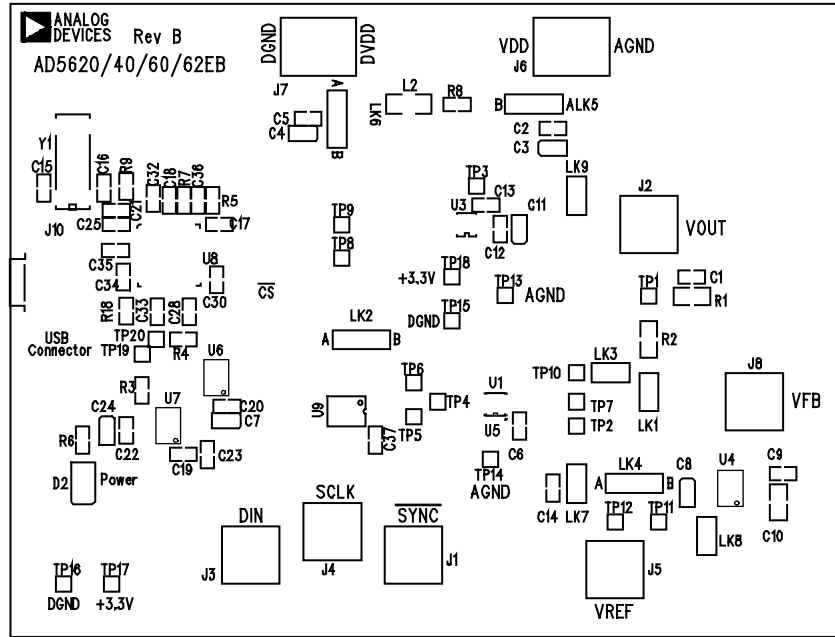 ANALOG
DEVICES
Rev B
AD5620/40/60/62EB
DGND
DVDD
J7
VDD
AGND
J6
A
LK6
B
L2
R8
B
ALK5
C5
C4
C2
C3
Y1
C15
C16
R9
C32
C18
R7
C36
R5
J10
C25
C21
C17
TP3
C13
U3
C11
C12
LK9
J2
VOUT
TP9
TP8
C35
C34
U8
C30
CS
TP18
+3.3V
TP13
AGND
TP1
C1
R1
R18
C33
C28
TP15
DGND
USB
Connector
TP20
TP19
R4
LK2
A
B
R2
U6
R3
U7
C20
C7
TP6
TP4
TP5
U9
C37
U1
U5
C6
TP10
LK3
TP7
TP2
LK1
J8
VFB
C24
R6
C22
C19
C23
D2
Power
TP14
AGND
LK4
A
B
C8
U4
C9
C14
LK7
TP12
TP11
LK8
C10
DIN
J3
SCLK
J4
SYNC
J1
J5
VREF
TP16
DGND
TP17
+3.3V